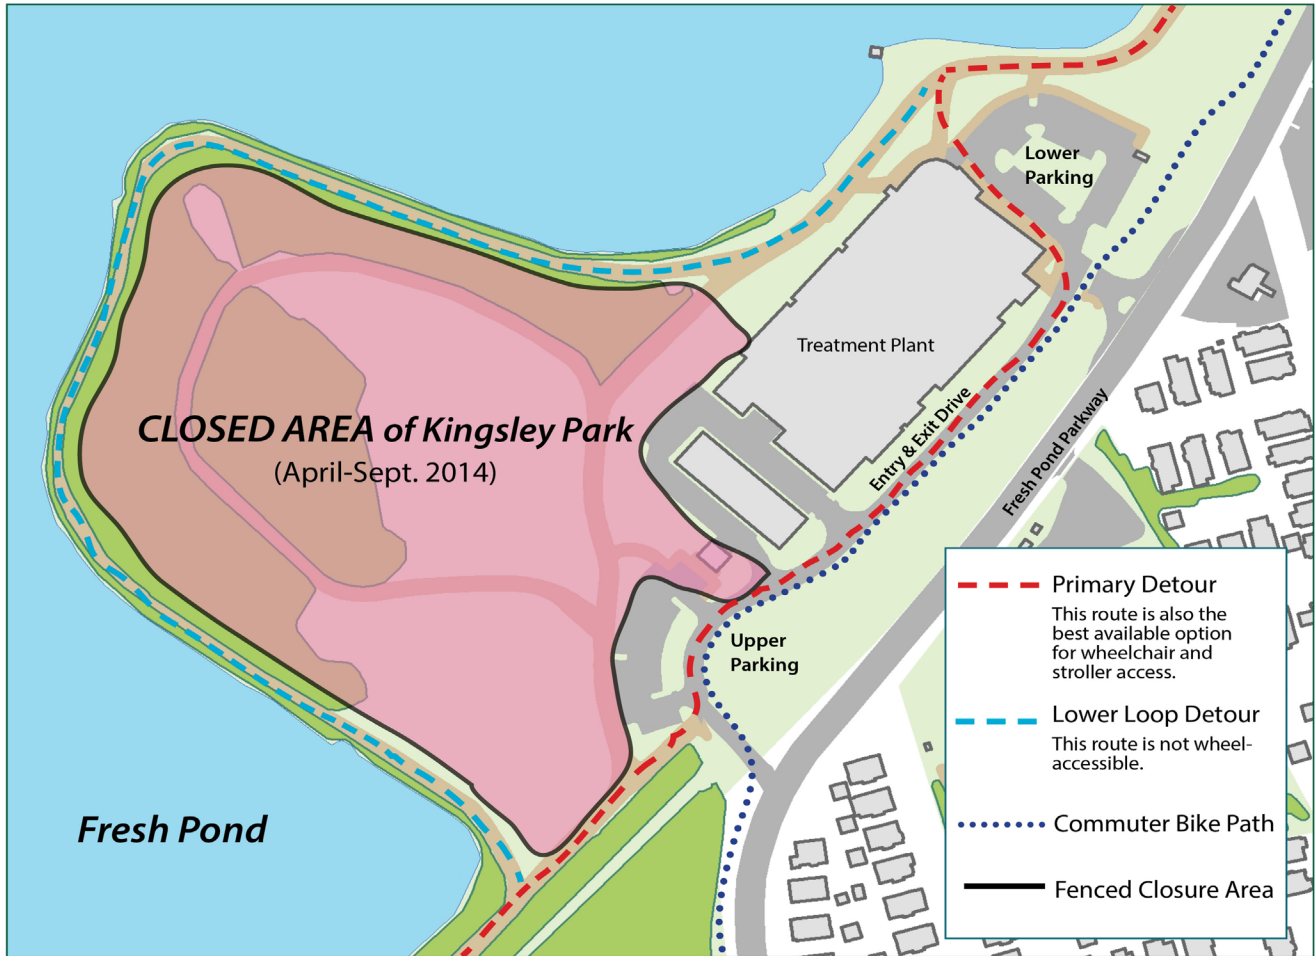 Lower
Parking
Treatment Plant
Entry & Exit Drive
Fresh Pond Parkway
CLOSED AREA of Kingsley Park
(April-Sept. 2014)
Upper
Parking
Fresh Pond
Primary Detour
This route is also the
best available option
for wheelchair and
stroller access.
Lower Loop Detour
This route is not wheel-
accessible.
Commuter Bike Path
Fenced Closure Area